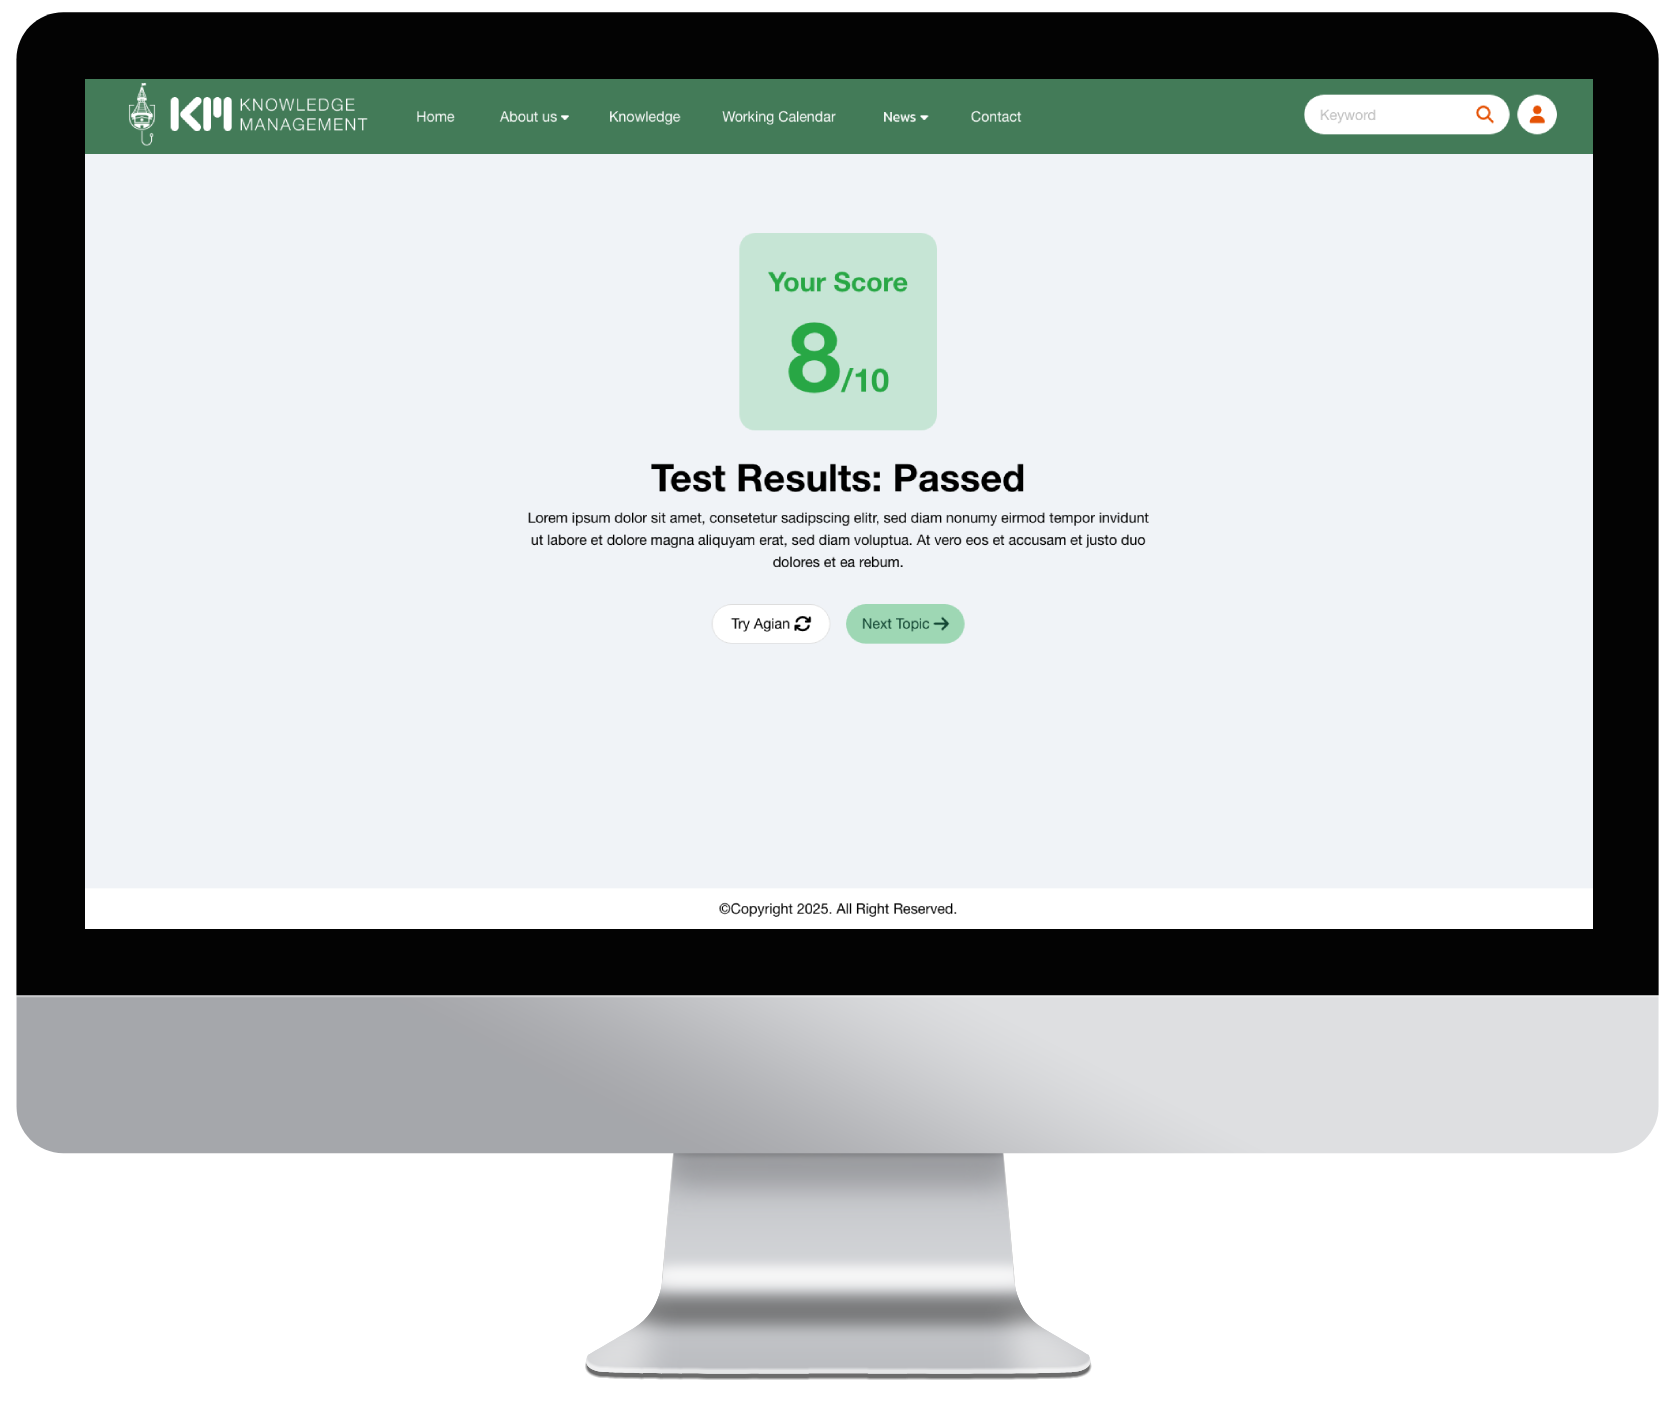 KM KNOWLEDGE
MANAGEMENT
Home About us Knowledge Working Calendar News Contact
Keyword
Your Score
8/10
Test Results: Passed
Lorem ipsum dolor sit amet, consetetur sadipscing elitr, sed diam nonumy eirmod tempor invidunt
ut labore et dolore magna aliquyam erat, sed diam voluptua. At vero eos et accusam et justo duo
dolores et ea rebum.
Try Agian Next Topic
©Copyright 2025. All Right Reserved.